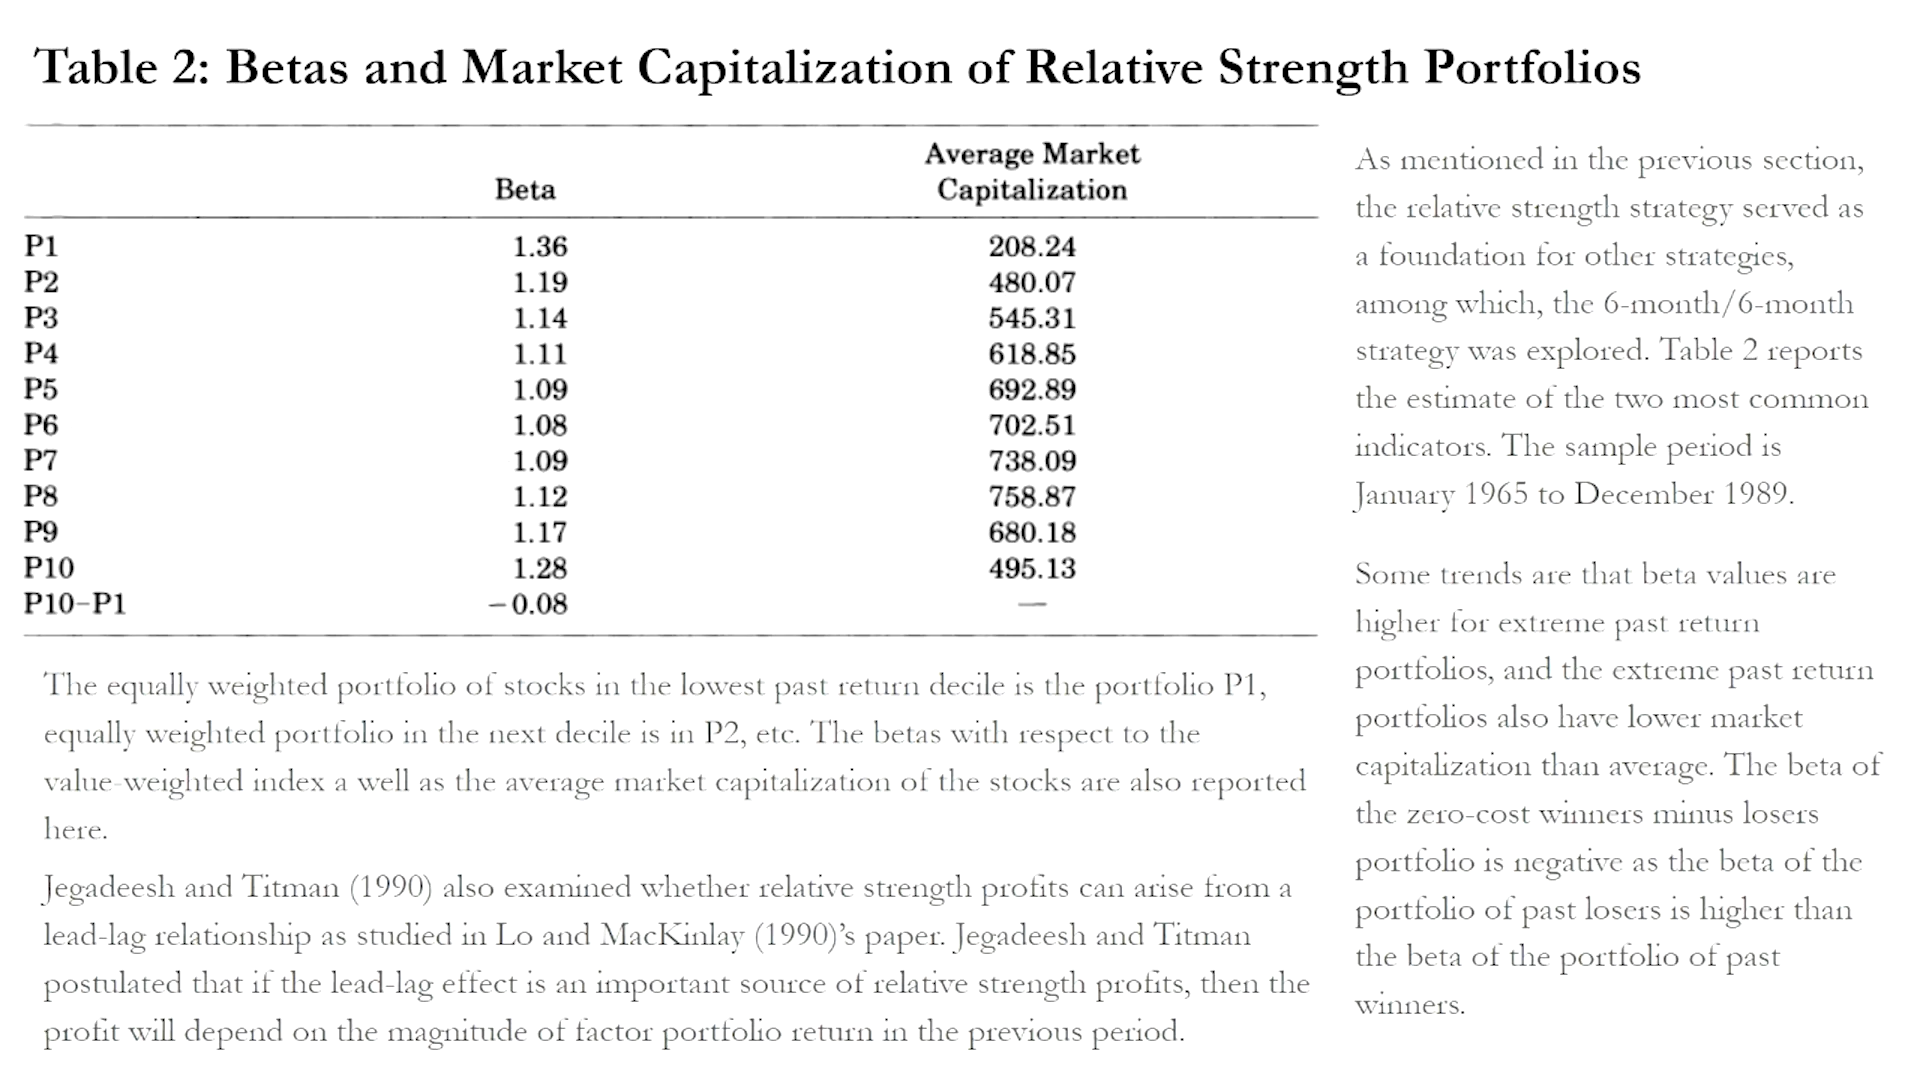 Table 2: Betas and Market Capitalization of Relative Strength Portfolios
Beta Average Market Capitalization
P1 1.36 208.24
P2 1.19 480.07
P3 1.14 545.31
P4 1.11 618.85
P5 1.09 692.89
P6 1.08 702.51
P7 1.09 738.09
P8 1.12 758.87
P9 1.17 680.18
P10 1.28 495.13
P10-P1 −0.08 —
The equally weighted portfolio of stocks in the lowest past return decile is the portfolio P1,
equally weighted portfolio in the next decile is in P2, etc. The betas with respect to the
value-weighted index a well as the average market capitalization of the stocks are also reported
here.
Jegadeesh and Titman (1990) also examined whether relative strength profits can arise from a
lead-lag relationship as studied in Lo and MacKinlay (1990)’s paper. Jegadeesh and Titman
postulated that if the lead-lag effect is an important source of relative strength profits, then the
profit will depend on the magnitude of factor portfolio return in the previous period.
As mentioned in the previous section,
the relative strength strategy served as
a foundation for other strategies,
among which, the 6-month/6-month
strategy was explored. Table 2 reports
the estimate of the two most common
indicators. The sample period is
January 1965 to December 1989.
Some trends are that beta values are
higher for extreme past return
portfolios, and the extreme past return
portfolios also have lower market
capitalization than average. The beta of
the zero-cost winners minus losers
portfolio is negative as the beta of the
portfolio of past losers is higher than
the beta of the portfolio of past
winners.